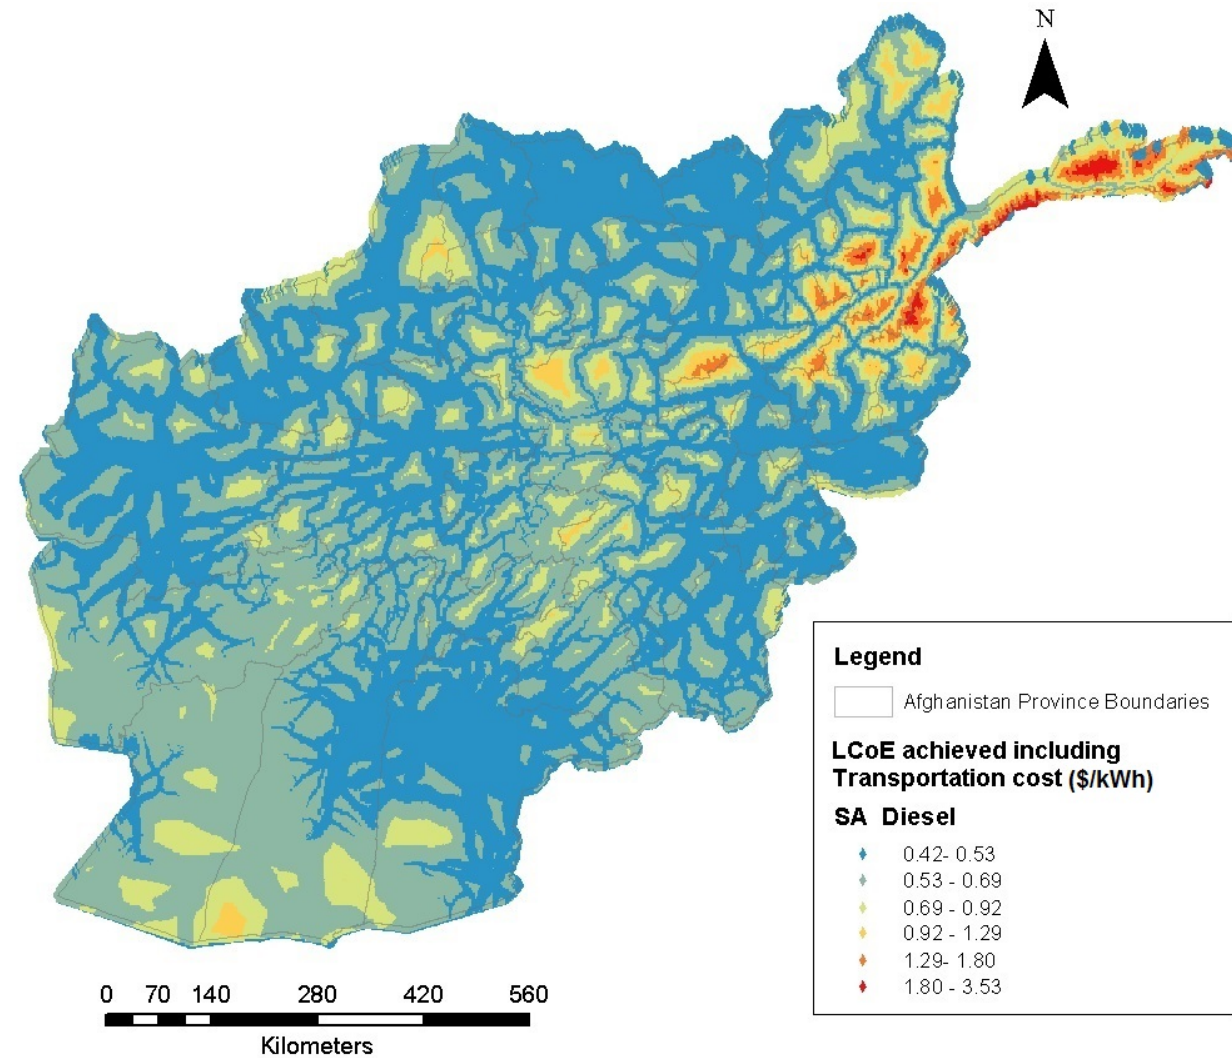 N
Legend
Afghanistan Province Boundaries
LCoE achieved including
Transportation cost ($/kWh)
SA Diesel
0.42- 0.53
0.53 - 0.69
0.69 - 0.92
0.92 - 1.29
1.29- 1.80
1.80 - 3.53
0 70 140 280 420 560
Kilometers